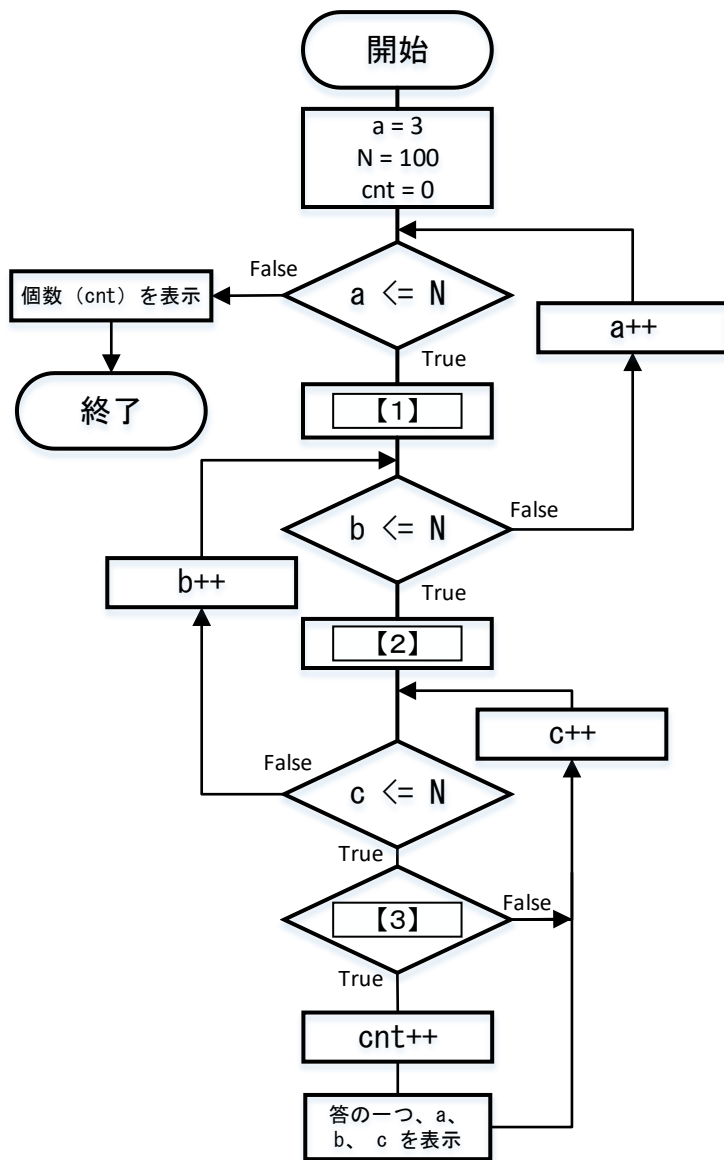 開始
a = 3
N = 100
cnt = 0
False
a <= N
個数（cnt）を表示
a++
True
終了
【1】
b <= N
False
b++
True
【2】
c++
False
c <= N
True
【3】
False
True
cnt++
答の一つ、a、
b、 c を表示